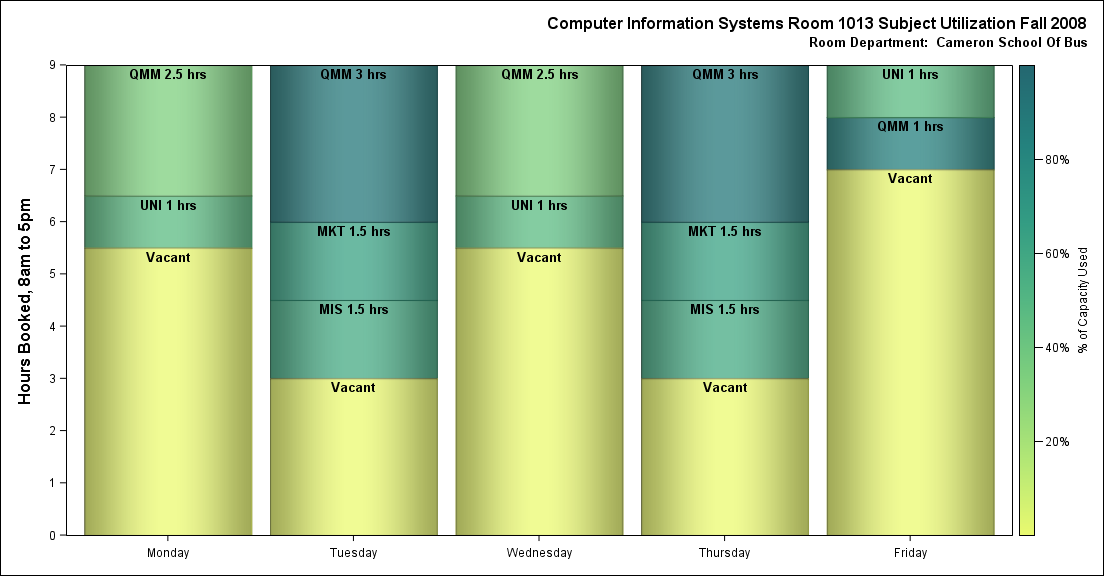 Computer Information Systems Room 1013 Subject Utilization Fall 2008
Room Department: Cameron School Of Bus
Hours Booked, 8am to 5pm
9
8
7
6
5
4
3
2
1
0
QMM 2.5 hrs
UNI 1 hrs
Vacant
QMM 3 hrs
MKT 1.5 hrs
MIS 1.5 hrs
Vacant
QMM 2.5 hrs
UNI 1 hrs
Vacant
QMM 3 hrs
MKT 1.5 hrs
MIS 1.5 hrs
Vacant
UNI 1 hrs
QMM 1 hrs
Vacant
Monday Tuesday Wednesday Thursday Friday
80%
60%
40%
20%
% of Capacity Used